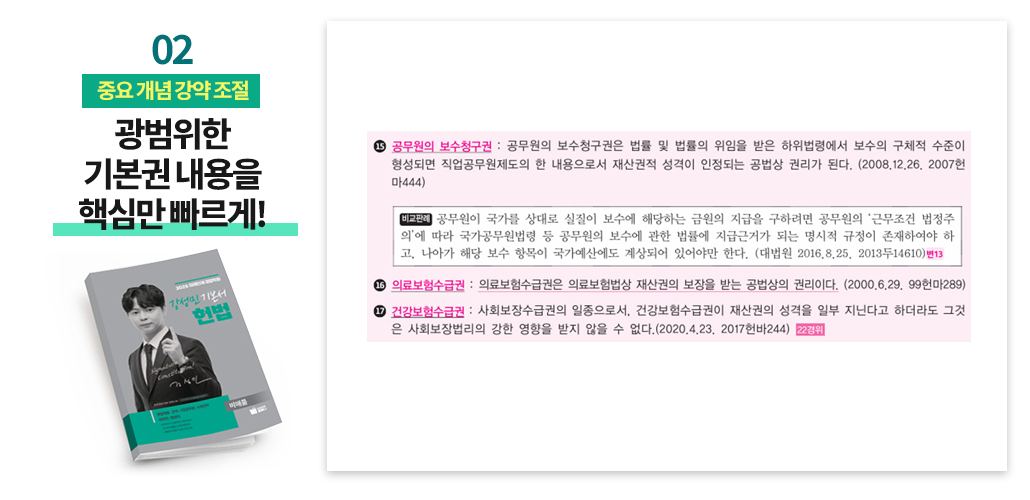 02
중요 개념 강약 조절
광범위한
기본권 내용을
핵심만 빠르게!
강성민 기본서
헌법
⑮ 공무원의 보수청구권 : 공무원의 보수청구권은 법률 및 법률의 위임을 받은 하위법령에서 보수의 구체적 수준이
형성되면 직업공무원제도의 한 내용으로서 재산권적 성격이 인정되는 공법상 권리가 된다. (2008.12.26. 2007헌
마444)
비교판례 공무원이 국가를 상대로 실질이 보수에 해당하는 금원의 지급을 구하려면 공무원의 ‘근무조건 법정주
의’에 따라 국가공무원법령 등 공무원의 보수에 관한 법률에 지급근거가 되는 명시적 규정이 존재하여야 하
고, 나아가 해당 보수 항목이 국가예산에도 계상되어 있어야만 한다. (대법원 2016.8.25. 2013두14610)변13
⑯ 의료보험수급권 : 의료보험수급권은 의료보험법상 재산권의 보장을 받는 공법상의 권리이다. (2000.6.29. 99헌마289)
⑰ 건강보험수급권 : 사회보장수급권의 일종으로서, 건강보험수급권이 재산권의 성격을 일부 지닌다고 하더라도 그것
은 사회보장법리의 강한 영향을 받지 않을 수 없다.(2020.4.23. 2017헌바244) 22경위